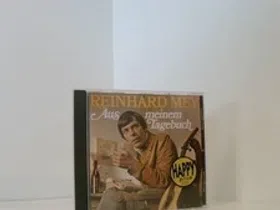 REINHARD MEY
Aus meinem
Tagebuch
HAPPY